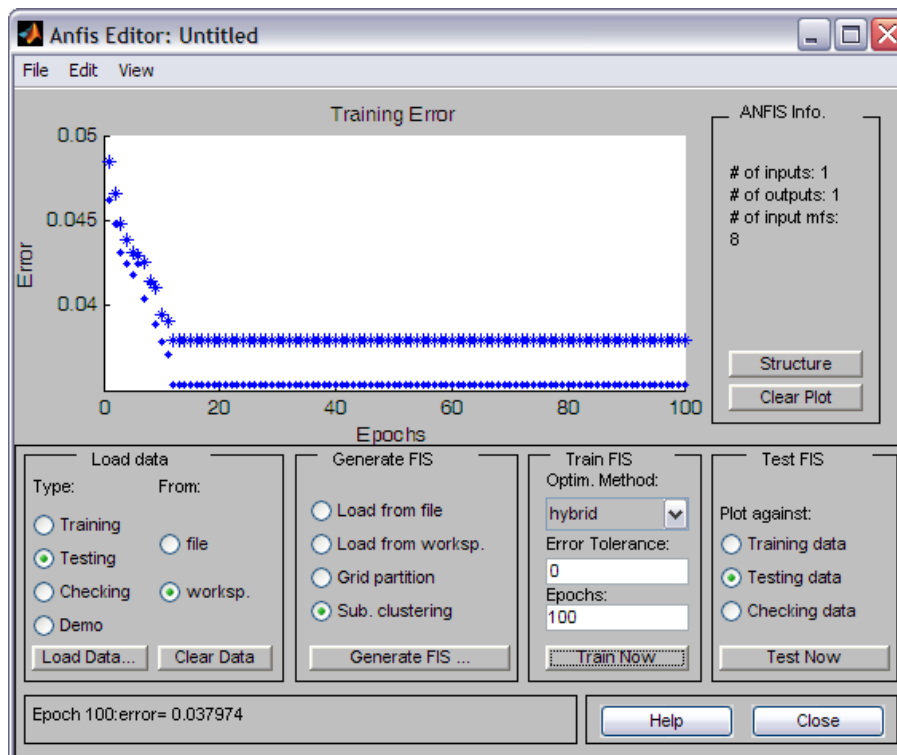 Anfis Editor: Untitled
File Edit View
Training Error
0.05
0.045
0.04
Error
0 20 40 60 80 100
Epochs
ANFIS Info.
# of inputs: 1
# of outputs: 1
# of input mfs:
8
Structure
Clear Plot
Load data
Type: From:
Training
file
Testing
Checking
worksp.
Demo
Load Data... Clear Data
Generate FIS
Load from file
Load from worksp.
Grid partition
Sub. clustering
Generate FIS ...
Train FIS
Optim. Method:
hybrid
Error Tolerance:
0
Epochs:
100
Train Now
Test FIS
Plot against:
Training data
Testing data
Checking data
Test Now
Epoch 100:error= 0.037974
Help Close